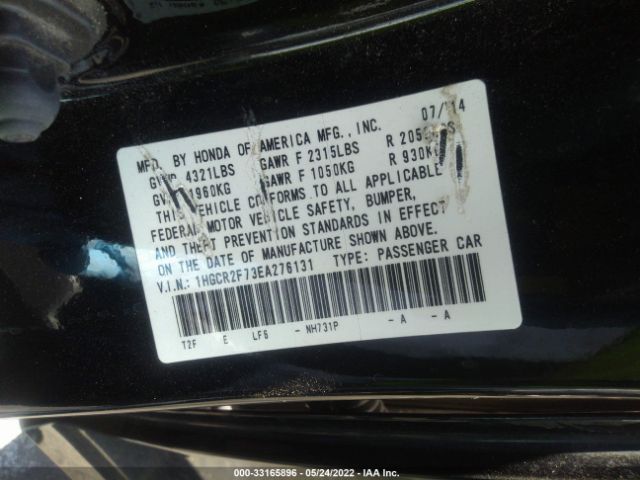 07/14
MFD. BY HONDA OF AMERICA MFG., INC.
4321LBS GAWR F 2315LBS R
1960KG GAWR F 1050KG R 930KG
THIS VEHICLE CONFORMS TO ALL APPLICABLE
FEDERAL MOTOR VEHICLE SAFETY, BUMPER,
AND THEFT PREVENTION STANDARDS IN EFFECT
ON THE DATE OF MANUFACTURE SHOWN ABOVE.
V.I.N.: 1HGCR2F73EA276131 TYPE: PASSENGER CAR
T2F E LF6 - NH731P - A - A
000-33165896 - 05/24/2022 - IAA Inc.